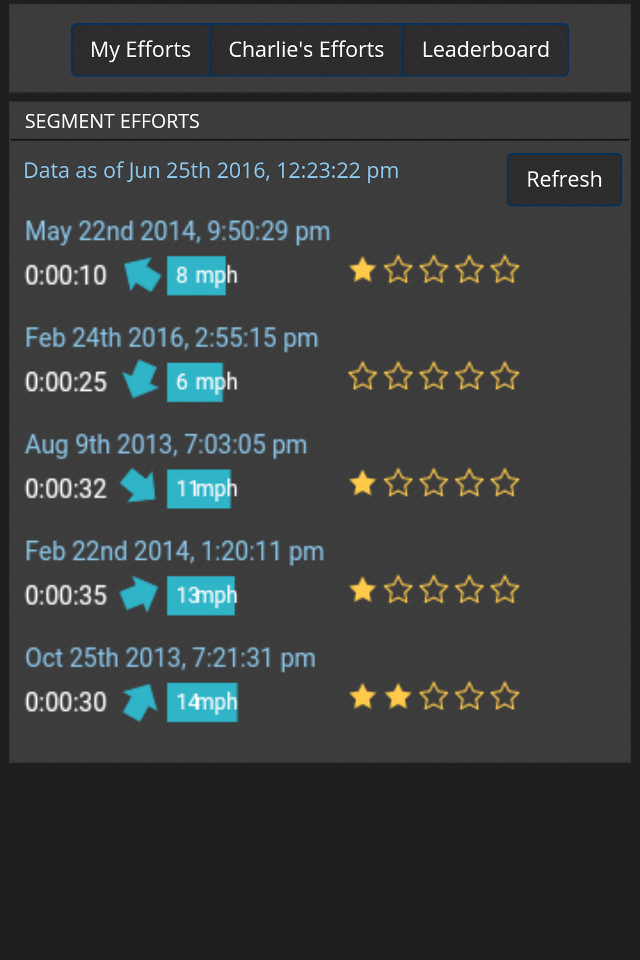 My Efforts Charlie's Efforts Leaderboard
SEGMENT EFFORTS
Data as of Jun 25th 2016, 12:23:22 pm Refresh
May 22nd 2014, 9:50:29 pm
0:00:10 8 mph
Feb 24th 2016, 2:55:15 pm
0:00:25 6 mph
Aug 9th 2013, 7:03:05 pm
0:00:32 11mph
Feb 22nd 2014, 1:20:11 pm
0:00:35 13mph
Oct 25th 2013, 7:21:31 pm
0:00:30 14mph